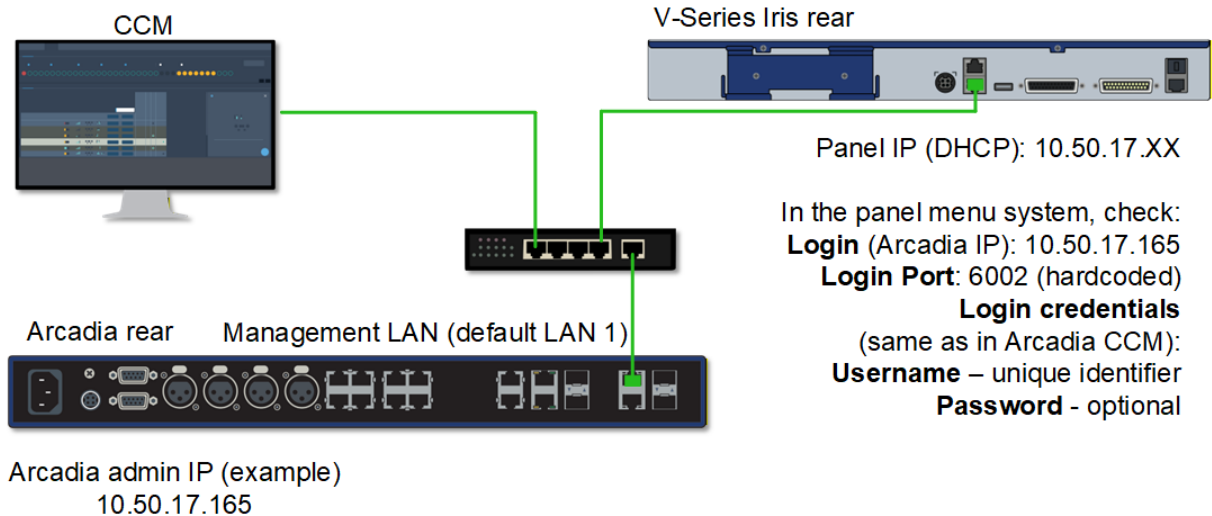 CCM
V-Series Iris rear
Panel IP (DHCP): 10.50.17.XX
In the panel menu system, check:
Login (Arcadia IP): 10.50.17.165
Login Port: 6002 (hardcoded)
Login credentials
(same as in Arcadia CCM):
Username – unique identifier
Password - optional
Arcadia rear
Management LAN (default LAN 1)
Arcadia admin IP (example)
10.50.17.165